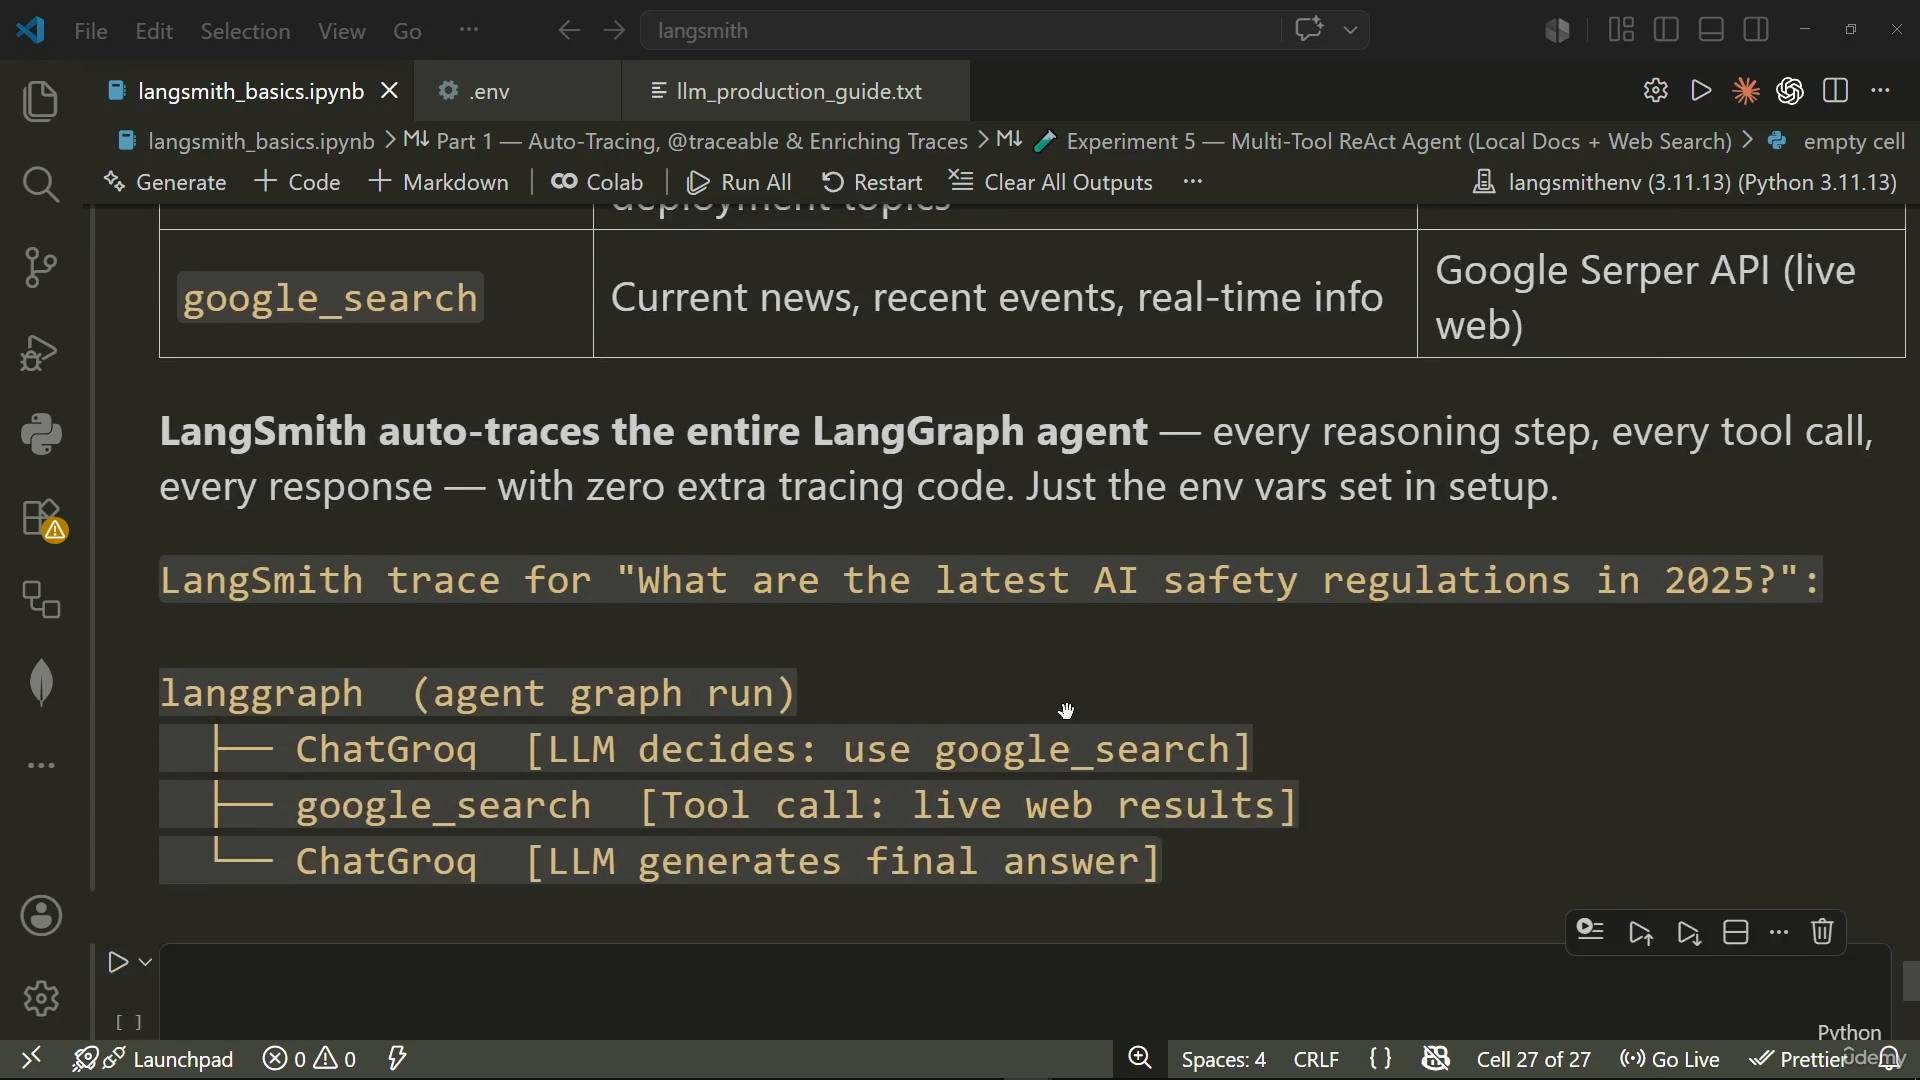 File Edit Selection View Go ··· langsmith
langsmith_basics.ipynb .env llm_production_guide.txt
langsmith_basics.ipynb > M↓ Part 1 — Auto-Tracing, @traceable & Enriching Traces > M↓ 🧪 Experiment 5 — Multi-Tool ReAct Agent (Local Docs + Web Search) > empty cell
Generate + Code + Markdown Colab Run All Restart Clear All Outputs ··· langsmithenv (3.11.13) (Python 3.11.13)
deployment topics
google_search Current news, recent events, real-time info Google Serper API (live
web)
LangSmith auto-traces the entire LangGraph agent — every reasoning step, every tool call,
every response — with zero extra tracing code. Just the env vars set in setup.
LangSmith trace for "What are the latest AI safety regulations in 2025?":
langgraph (agent graph run)
├── ChatGroq [LLM decides: use google_search]
├── google_search [Tool call: live web results]
└── ChatGroq [LLM generates final answer]
[ ]
Python
Launchpad 0 0 Spaces: 4 CRLF { } Cell 27 of 27 Go Live Prettier
ûdemy